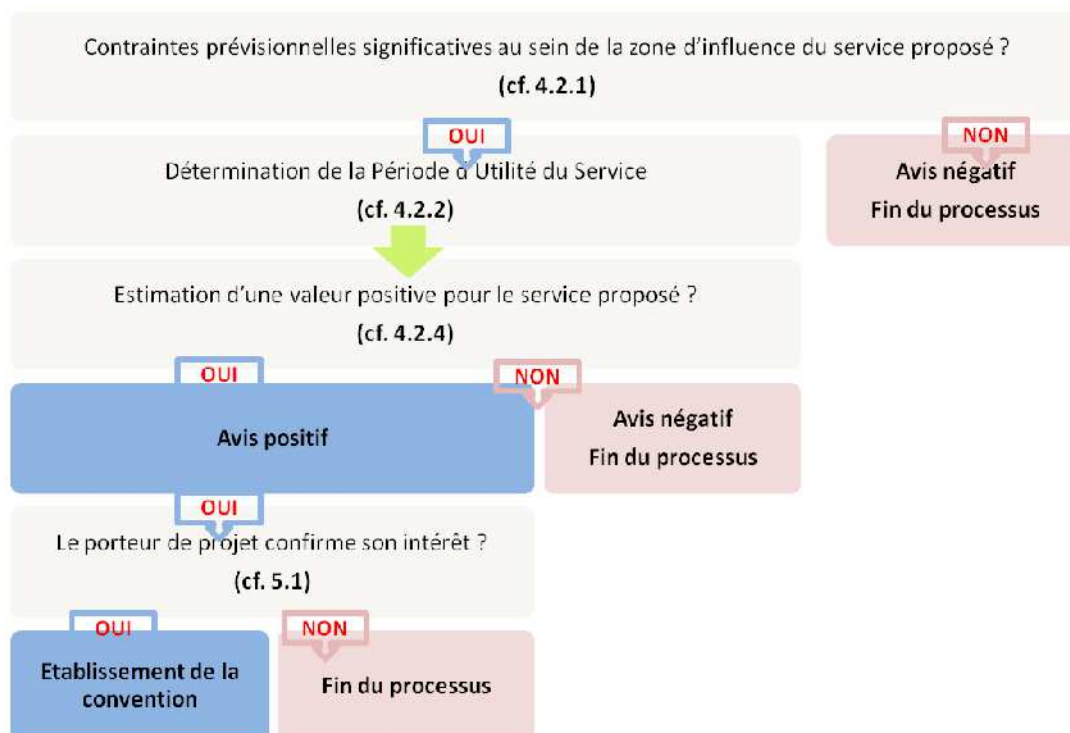 Contraintes prévisionnelles significatives au sein de la zone d'influence du service proposé ?
(cf. 4.2.1)
OUI
NON
Détermination de la Période d'Utilité du Service
(cf. 4.2.2)
Avis négatif
Fin du processus
Estimation d'une valeur positive pour le service proposé ?
(cf. 4.2.4)
OUI
NON
Avis positif
Avis négatif
Fin du processus
OUI
Le porteur de projet confirme son intérêt ?
(cf. 5.1)
OUI
NON
Etablissement de la
convention
Fin du processus